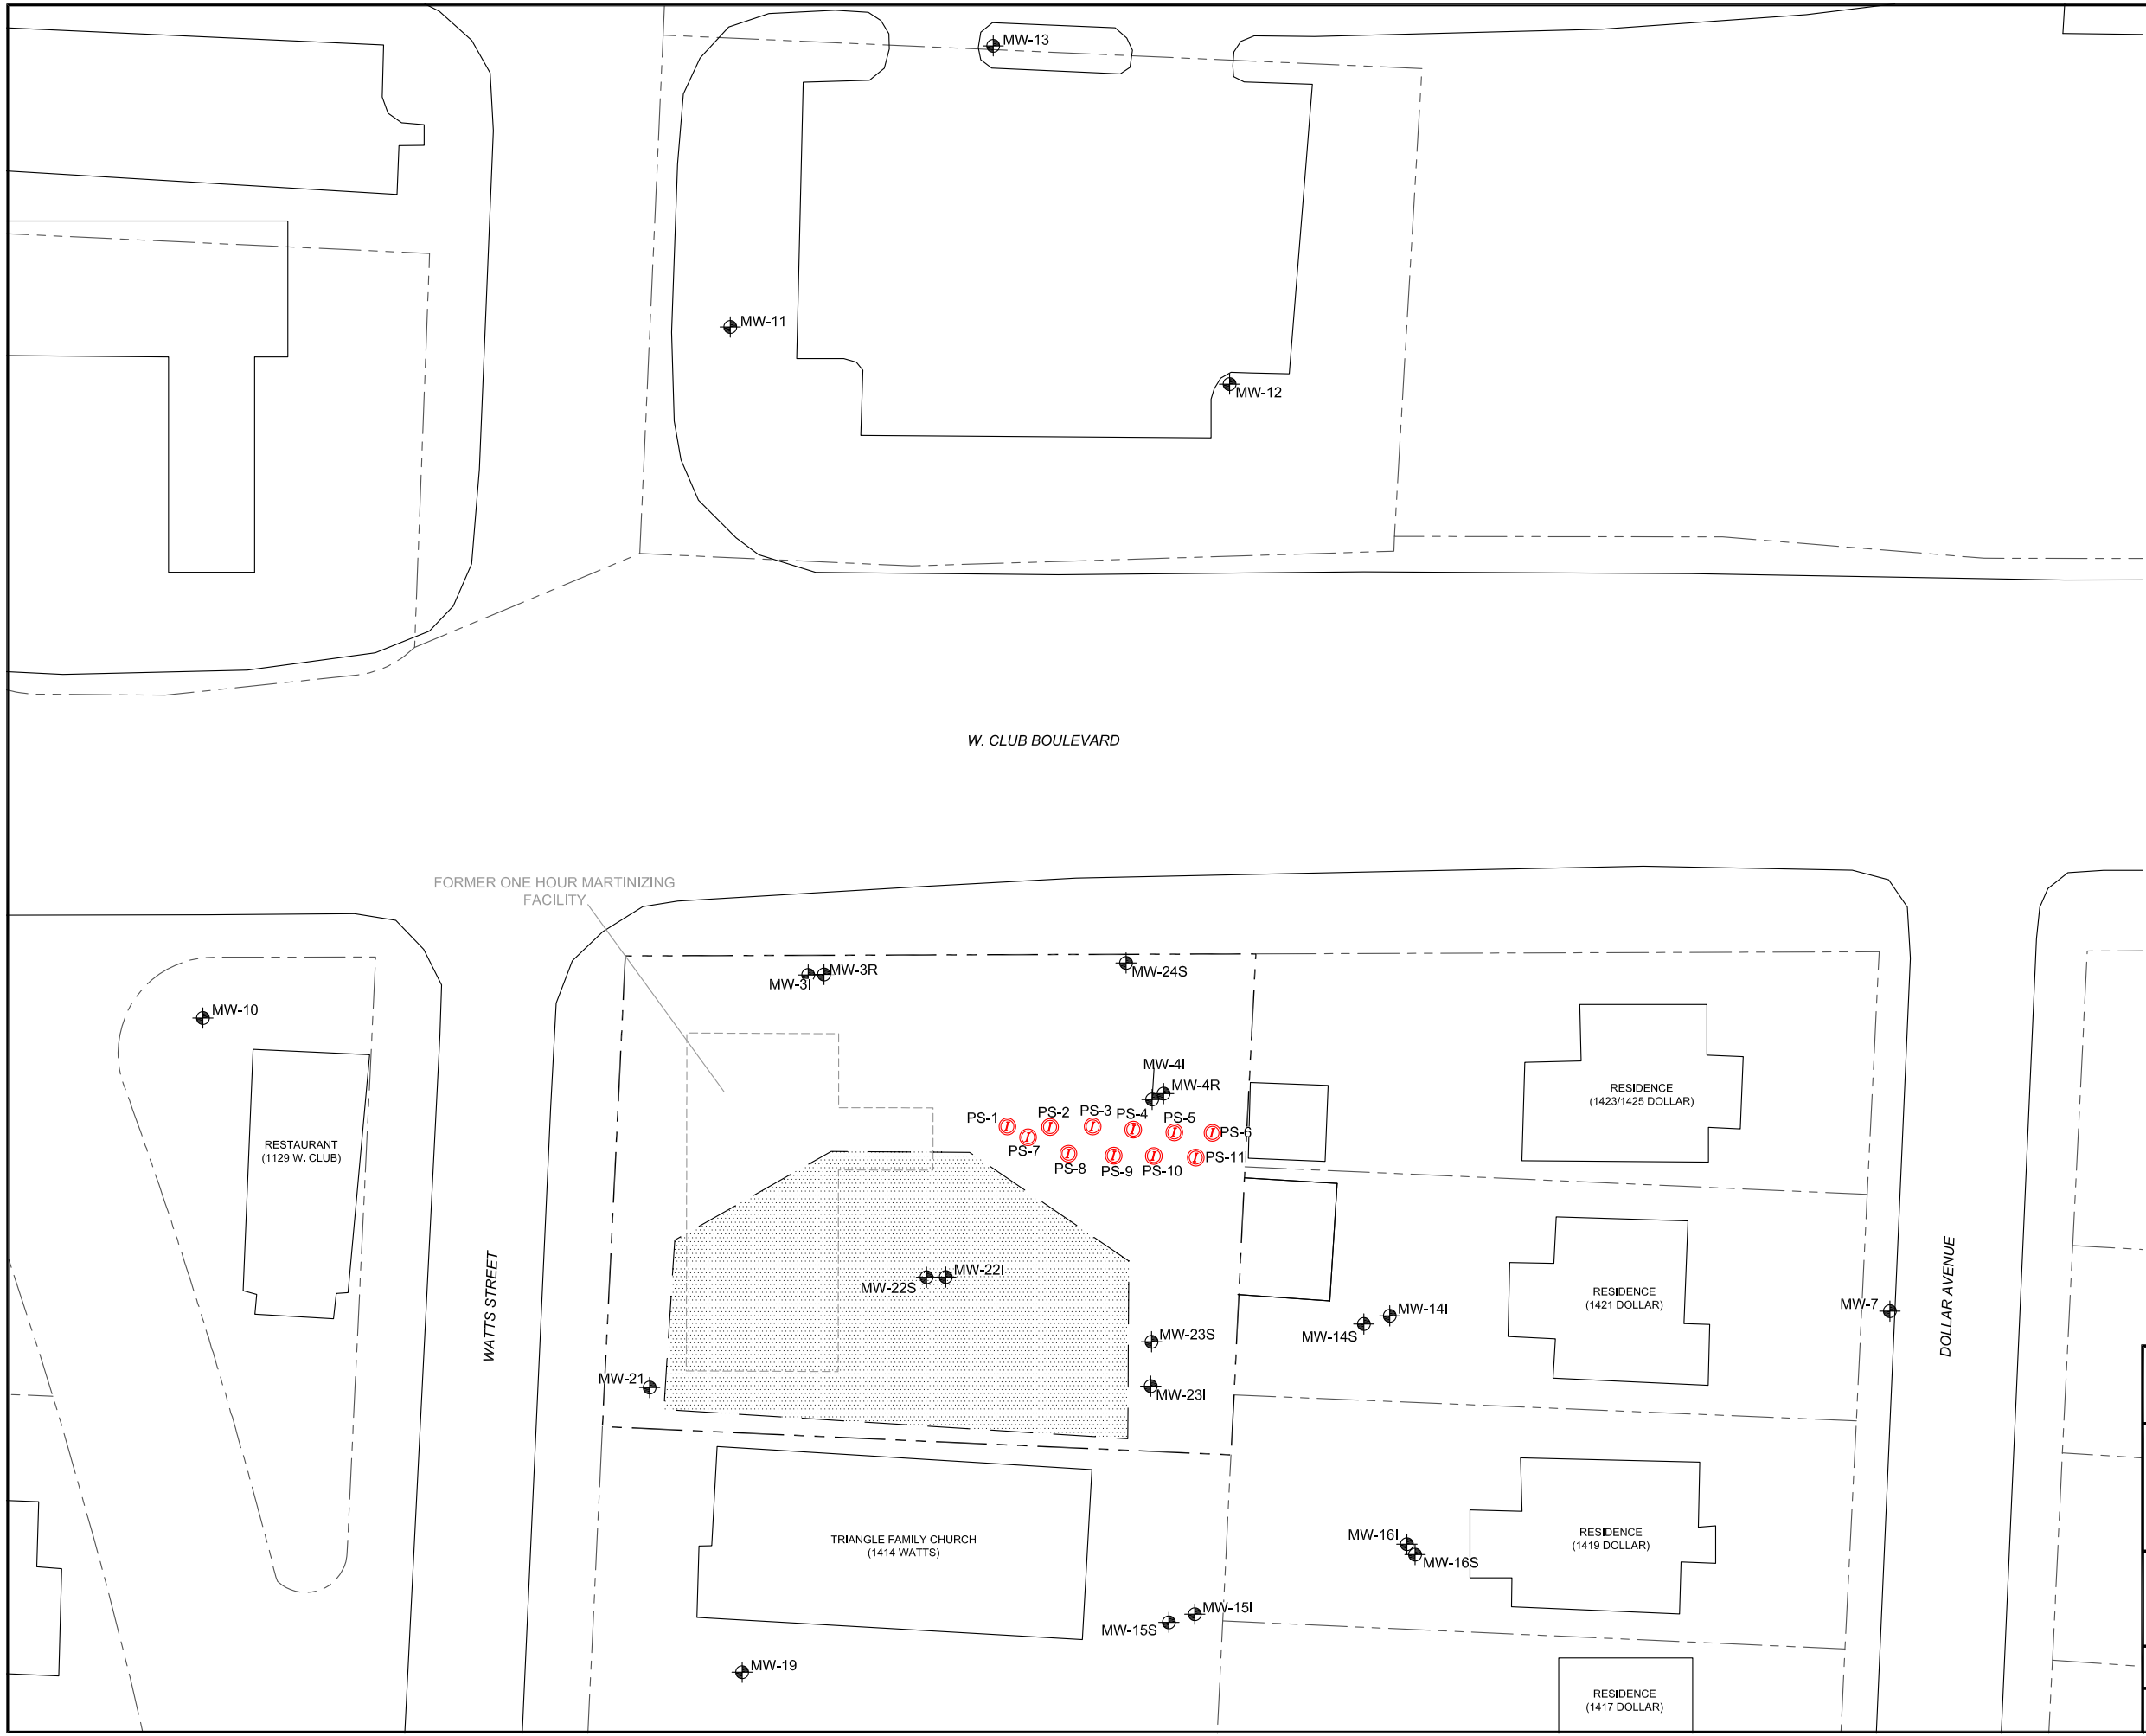 MW-13
MW-11
MW-12
W. CLUB BOULEVARD
FORMER ONE HOUR MARTINIZING
FACILITY
MW-3I
MW-3R
MW-24S
MW-10
MW-4I
MW-4R
RESIDENCE
(1423/1425 DOLLAR)
PS-1
PS-2
PS-3
PS-4
PS-5
PS-6
PS-7
PS-8
PS-9
PS-10
PS-11
RESTAURANT
(1129 W. CLUB)
MW-22S
MW-22I
RESIDENCE
(1421 DOLLAR)
WATTS STREET
DOLLAR AVENUE
MW-7
MW-14I
MW-14S
MW-23S
MW-23I
MW-21
TRIANGLE FAMILY CHURCH
(1414 WATTS)
MW-16I
MW-16S
RESIDENCE
(1419 DOLLAR)
MW-15I
MW-15S
MW-19
RESIDENCE
(1417 DOLLAR)